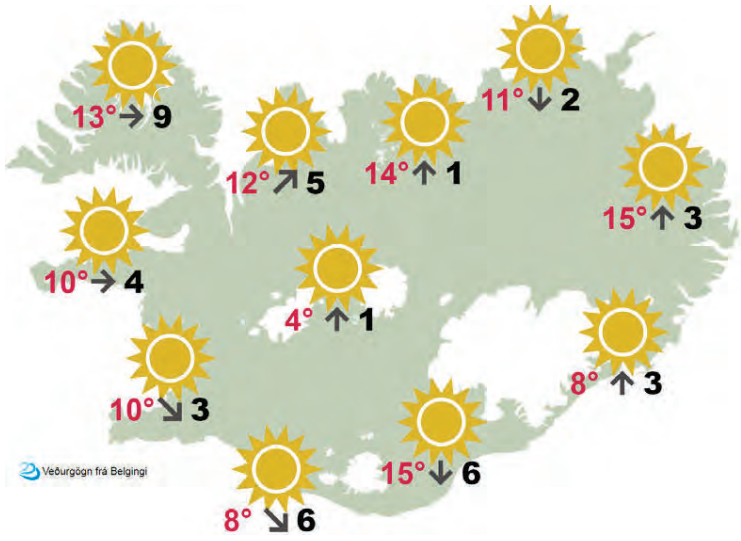 11° ↓ 2
13° → 9
12° ↗ 5
14° ↑ 1
15° ↑ 3
10° → 4
4° ↑ 1
8° ↑ 3
10° ↘ 3
15° ↓ 6
Veðurgögn frá Belgingi
8° ↘ 6